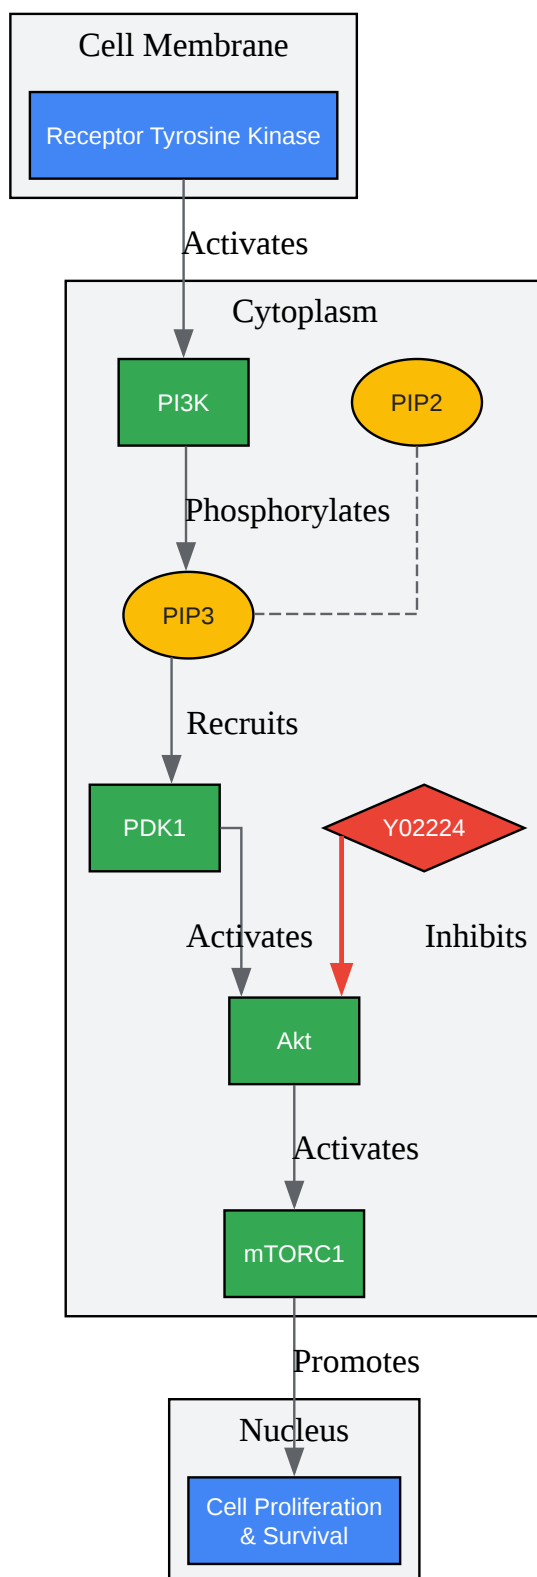 Cell Membrane
Receptor Tyrosine Kinase
Activates
Cytoplasm
PI3K
PIP2
Phosphorylates
PIP3
Recruits
PDK1
Y02224
Activates
Inhibits
Akt
Activates
mTORC1
Promotes
Nucleus
Cell Proliferation
& Survival